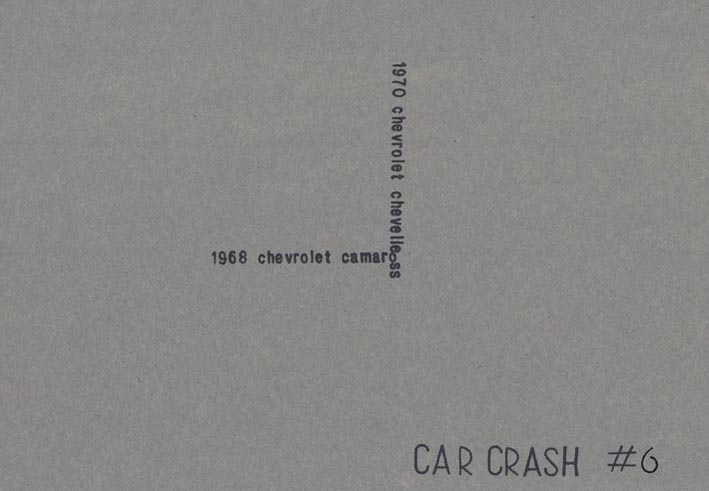 1970 chevrolet chevelle ss
1968 chevrolet camaro
CAR CRASH #6